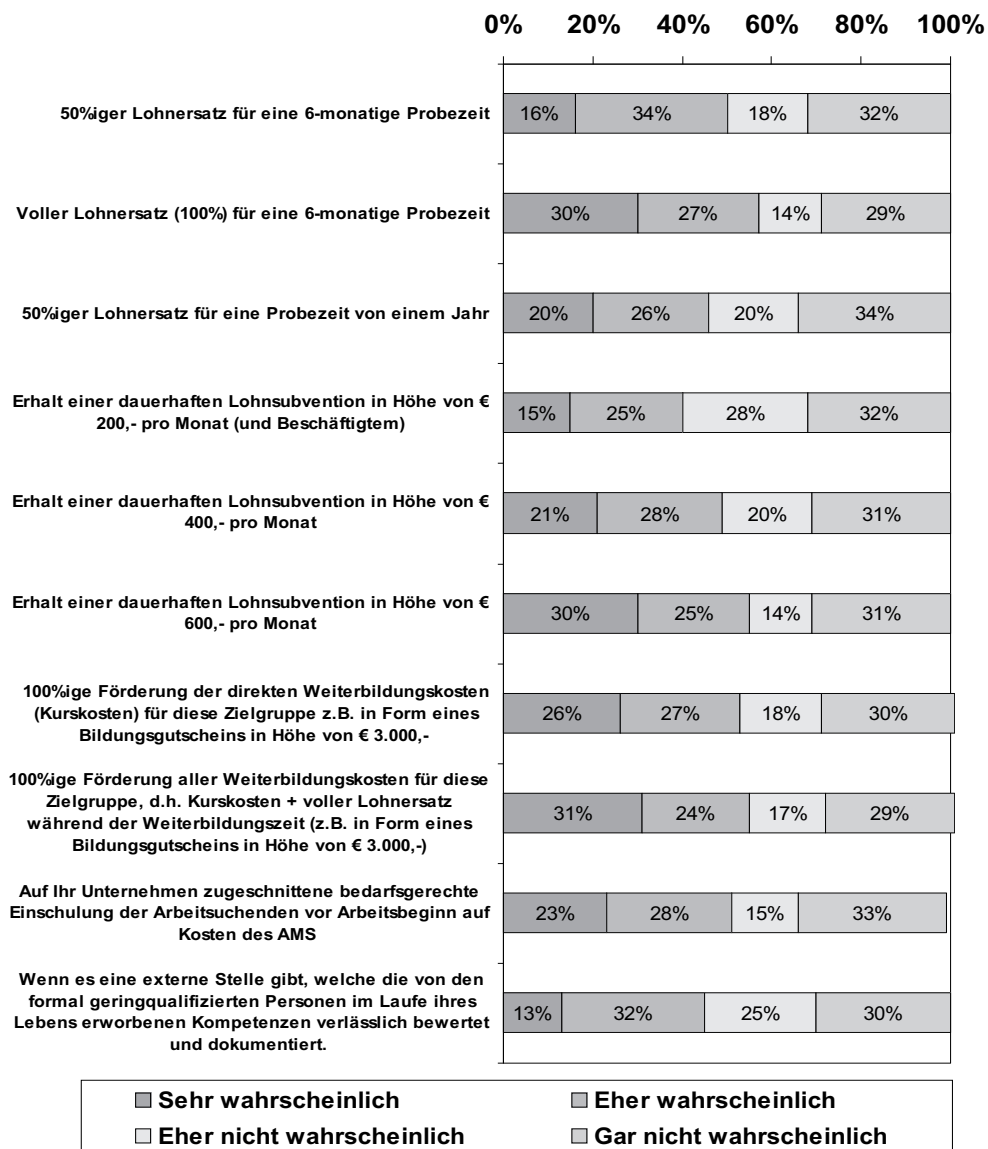 0% 20% 40% 60% 80% 100%
50%iger Lohnersatz für eine 6-monatige Probezeit
16% 34% 18% 32%
Voller Lohnersatz (100%) für eine 6-monatige Probezeit
30% 27% 14% 29%
50%iger Lohnersatz für eine Probezeit von einem Jahr
20% 26% 20% 34%
Erhalt einer dauerhaften Lohnsubvention in Höhe von €
200,- pro Monat (und Beschäftigtem)
15% 25% 28% 32%
Erhalt einer dauerhaften Lohnsubvention in Höhe von €
400,- pro Monat
21% 28% 20% 31%
Erhalt einer dauerhaften Lohnsubvention in Höhe von €
600,- pro Monat
30% 25% 14% 31%
100%ige Förderung der direkten Weiterbildungskosten
(Kurskosten) für diese Zielgruppe z.B. in Form eines
Bildungsgutscheins in Höhe von € 3.000,-
26% 27% 18% 30%
100%ige Förderung aller Weiterbildungskosten für diese
Zielgruppe, d.h. Kurskosten + voller Lohnersatz
während der Weiterbildungszeit (z.B. in Form eines
Bildungsgutscheins in Höhe von € 3.000,-)
31% 24% 17% 29%
Auf Ihr Unternehmen zugeschnittene bedarfsgerechte
Einschulung der Arbeitsuchenden vor Arbeitsbeginn auf
Kosten des AMS
23% 28% 15% 33%
Wenn es eine externe Stelle gibt, welche die von den
formal geringqualifizierten Personen im Laufe ihres
Lebens erworbenen Kompetenzen verlässlich bewertet
und dokumentiert.
13% 32% 25% 30%
Sehr wahrscheinlich Eher wahrscheinlich
Eher nicht wahrscheinlich Gar nicht wahrscheinlich